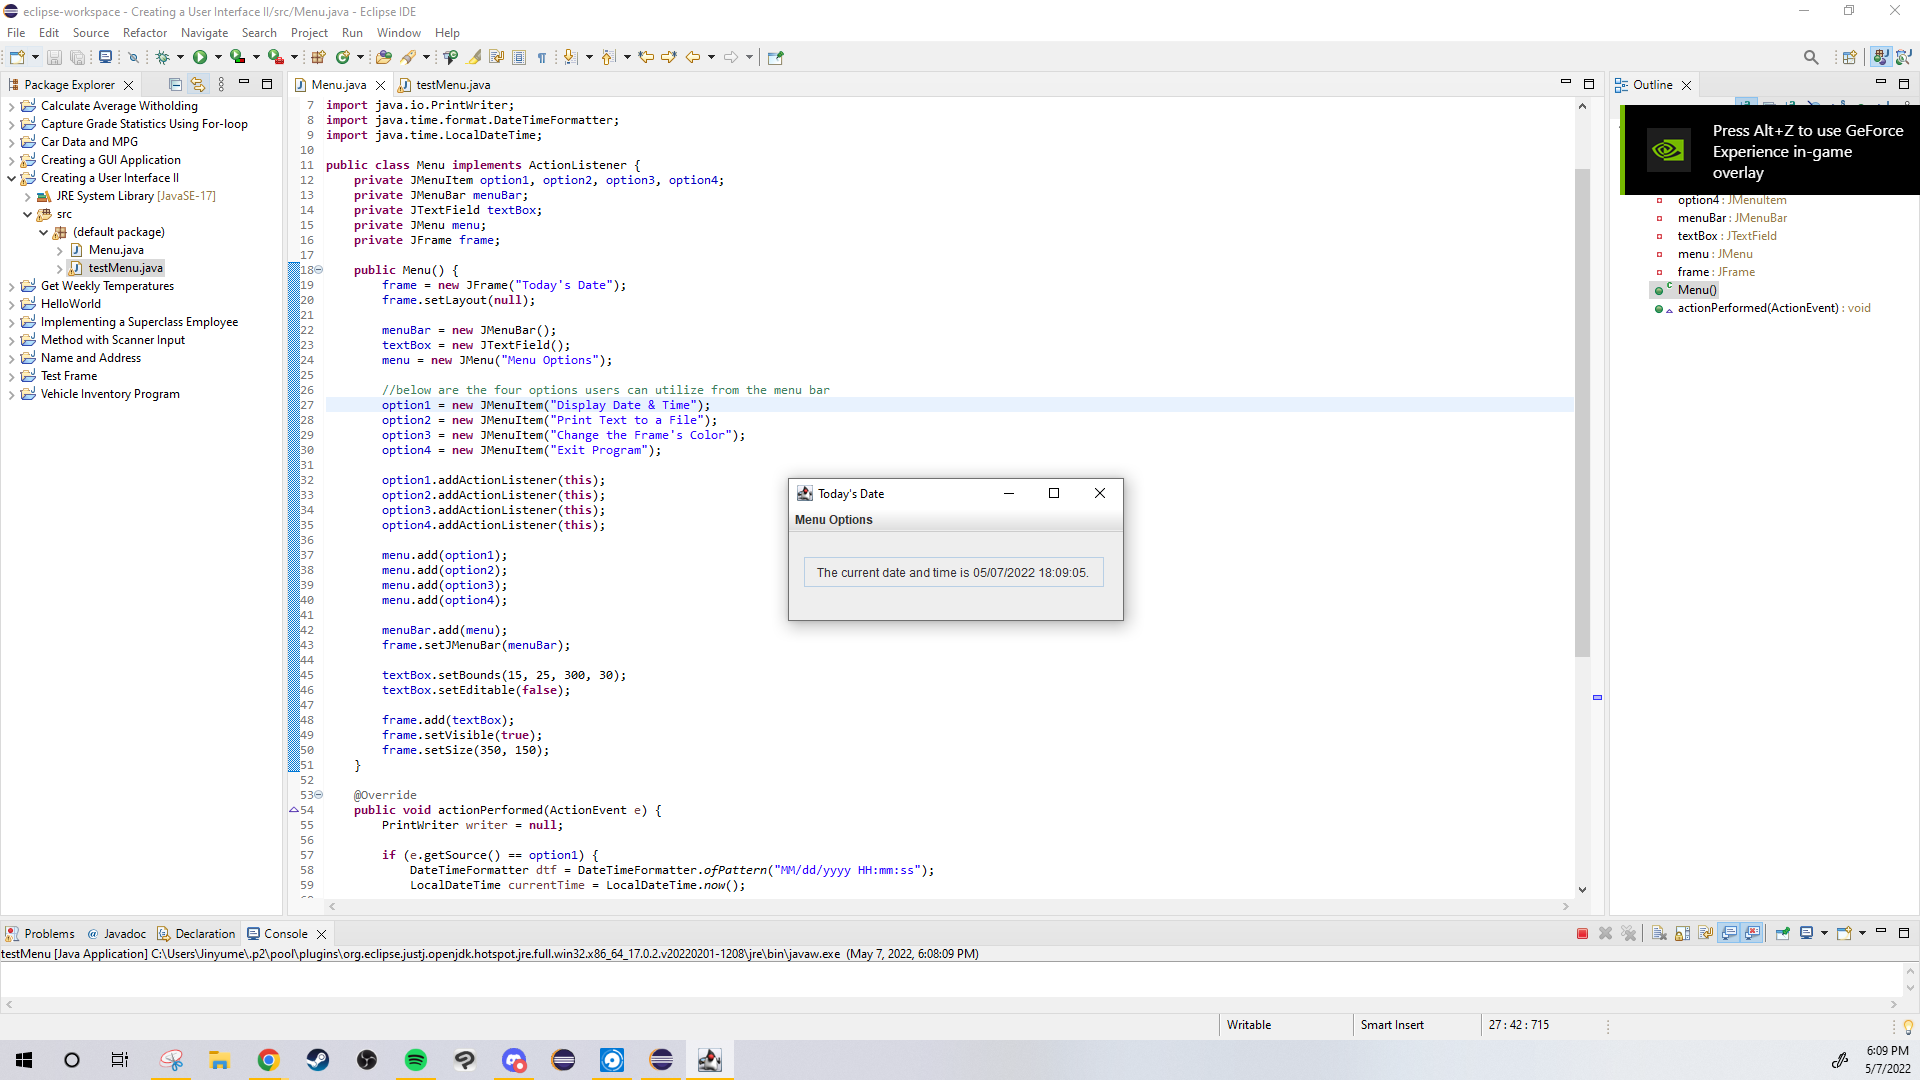 eclipse-workspace - Creating a User Interface II/src/Menu.java - Eclipse IDE
File Edit Source Refactor Navigate Search Project Run Window Help
Package Explorer
Calculate Average Witholding
Capture Grade Statistics Using For-loop
Car Data and MPG
Creating a GUI Application
Creating a User Interface II
JRE System Library [JavaSE-17]
src
(default package)
Menu.java
testMenu.java
Get Weekly Temperatures
HelloWorld
Implementing a Superclass Employee
Method with Scanner Input
Name and Address
Test Frame
Vehicle Inventory Program
Menu.java testMenu.java
7 import java.io.PrintWriter;
8 import java.time.format.DateTimeFormatter;
9 import java.time.LocalDateTime;
10
11 public class Menu implements ActionListener {
12 private JMenuItem option1, option2, option3, option4;
13 private JMenuBar menuBar;
14 private JTextField textBox;
15 private JMenu menu;
16 private JFrame frame;
17
18 public Menu() {
19 frame = new JFrame("Today's Date");
20 frame.setLayout(null);
21
22 menuBar = new JMenuBar();
23 textBox = new JTextField();
24 menu = new JMenu("Menu Options");
25
26 //below are the four options users can utilize from the menu bar
27 option1 = new JMenuItem("Display Date & Time");
28 option2 = new JMenuItem("Print Text to a File");
29 option3 = new JMenuItem("Change the Frame's Color");
30 option4 = new JMenuItem("Exit Program");
31
32 option1.addActionListener(this);
33 option2.addActionListener(this);
34 option3.addActionListener(this);
35 option4.addActionListener(this);
36
37 menu.add(option1);
38 menu.add(option2);
39 menu.add(option3);
40 menu.add(option4);
41
42 menuBar.add(menu);
43 frame.setJMenuBar(menuBar);
44
45 textBox.setBounds(15, 25, 300, 30);
46 textBox.setEditable(false);
47
48 frame.add(textBox);
49 frame.setVisible(true);
50 frame.setSize(350, 150);
51 }
52
53 @Override
54 public void actionPerformed(ActionEvent e) {
55 PrintWriter writer = null;
56
57 if (e.getSource() == option1) {
58 DateTimeFormatter dtf = DateTimeFormatter.ofPattern("MM/dd/yyyy HH:mm:ss");
59 LocalDateTime currentTime = LocalDateTime.now();
Today's Date
Menu Options
The current date and time is 05/07/2022 18:09:05.
Outline
Press Alt+Z to use GeForce
Experience in-game
overlay
option4 : JMenuItem
menuBar : JMenuBar
textBox : JTextField
menu : JMenu
frame : JFrame
Menu()
actionPerformed(ActionEvent) : void
Problems @ Javadoc Declaration Console
testMenu [Java Application] C:\Users\Jinyume\.p2\pool\plugins\org.eclipse.justj.openjdk.hotspot.jre.full.win32.x86_64_17.0.2.v20220201-1208\jre\bin\javaw.exe (May 7, 2022, 6:08:09 PM)
Writable Smart Insert 27 : 42 : 715
6:09 PM
5/7/2022